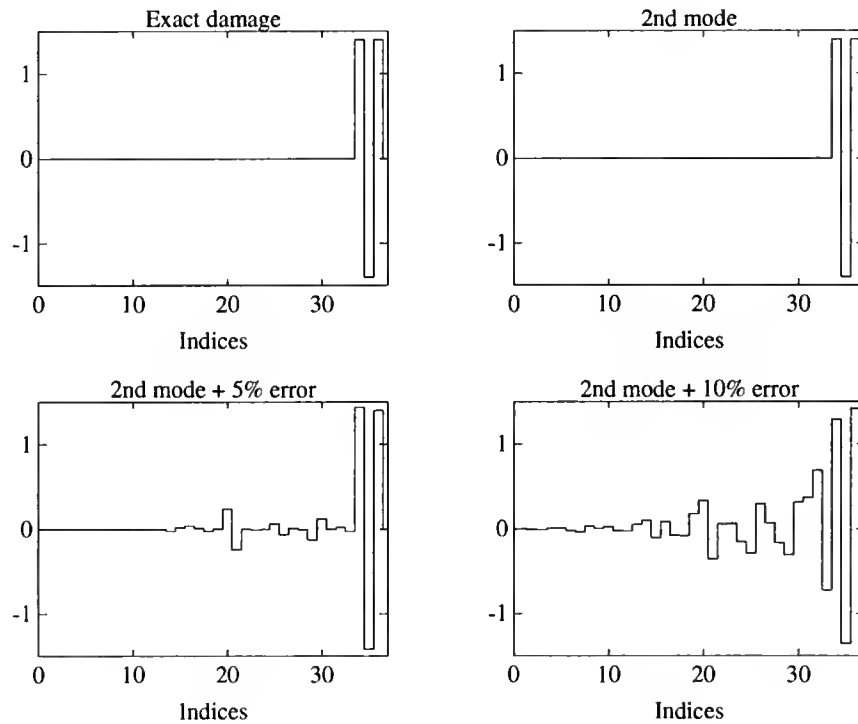 Exact damage
1
0
-1
0 10 20 30
Indices
2nd mode
1
0
-1
0 10 20 30
Indices
2nd mode + 5% error
1
0
-1
0 10 20 30
Indices
2nd mode + 10% error
1
0
-1
0 10 20 30
Indices